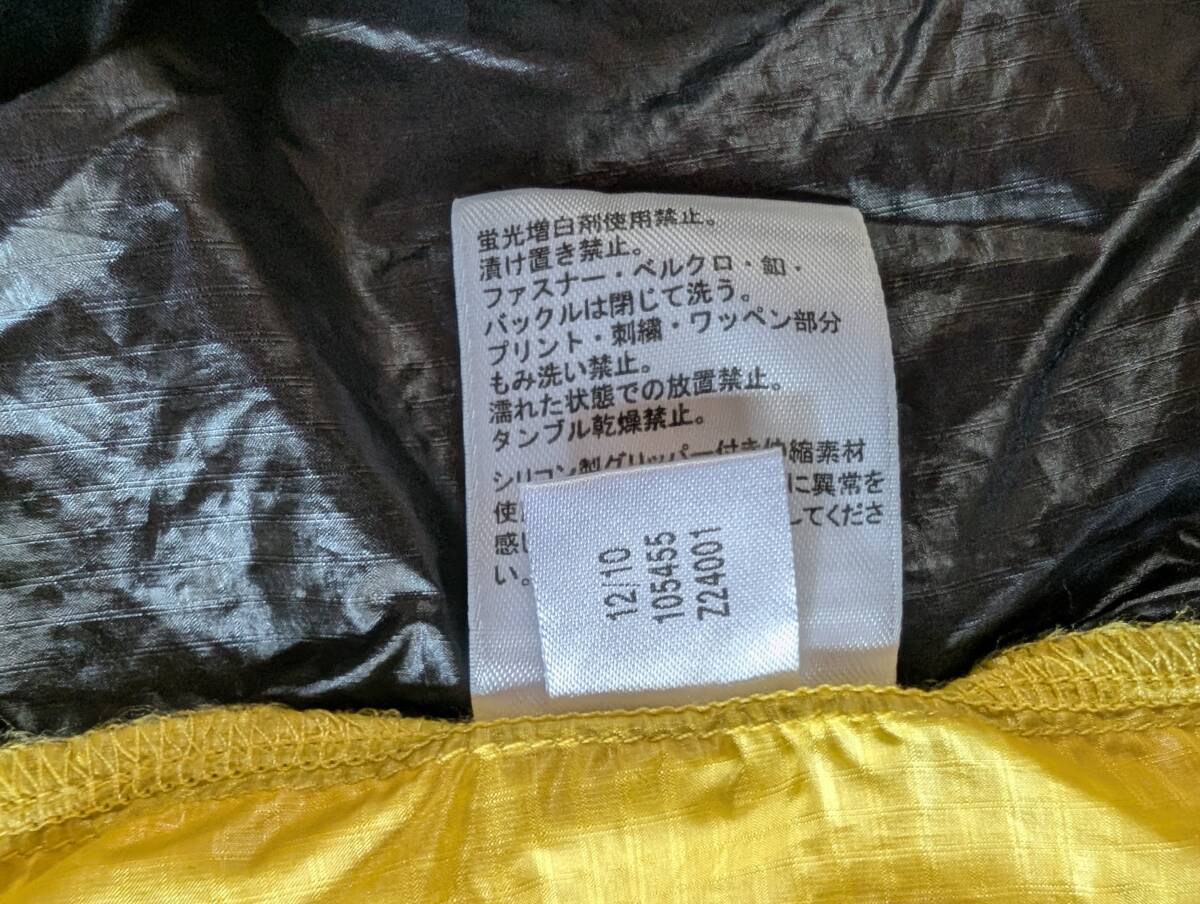 蛍光増白剤使用禁止。
漬け置き禁止。
ファスナー・ベルクロ・釦・
バックルは閉じて洗う。
プリント・刺繍・ワッペン部分
もみ洗い禁止。
濡れた状態での放置禁止。
タンブル乾燥禁止。
シリコン製グリッパー付き伸縮素材
使 に異常を
感 してくださ
い。
12/10
105455
Z24001